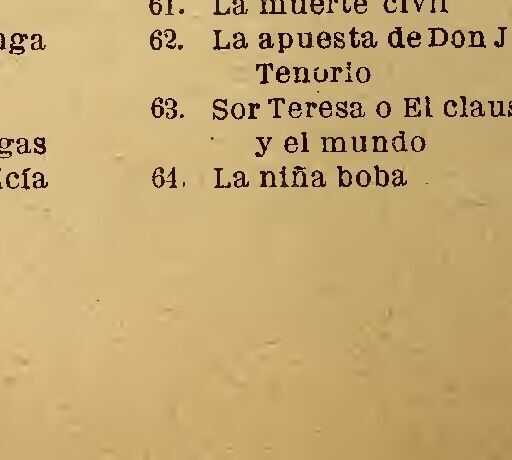 61. La muerte civil
62. La apuesta de Don J
Tenorio
63. Sor Teresa o El claus
y el mundo
64. La niña boba
nga
gas
icía